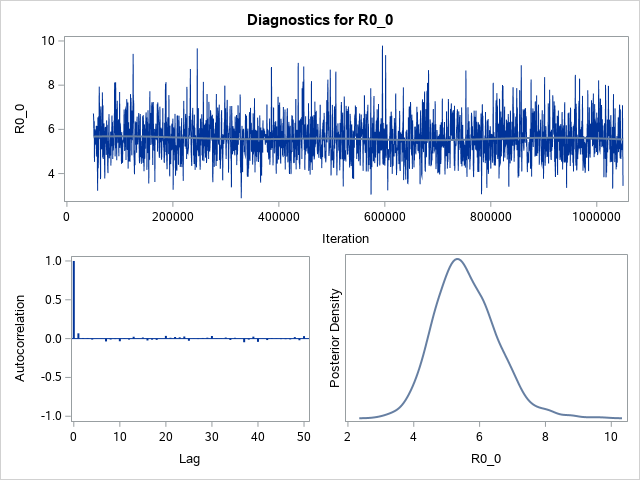 Diagnostics for R0_0
R0_0
10
8
6
4
0 200000 400000 600000 800000 1000000
Iteration
Autocorrelation
1.0
0.5
0.0
-0.5
-1.0
0 10 20 30 40 50
Lag
Posterior Density
2 4 6 8 10
R0_0